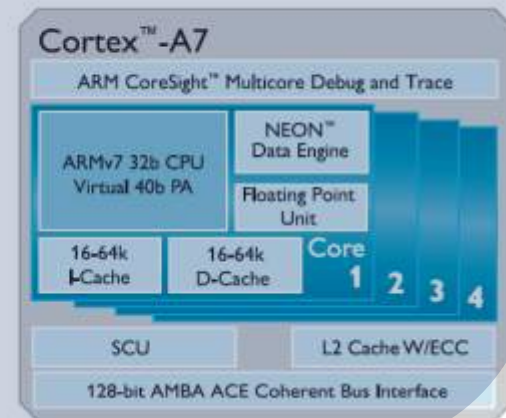 Cortex™-A7
ARM CoreSight™ Multicore Debug and Trace
ARMv7 32b CPU
Virtual 40b PA
NEON™
Data Engine
Floating Point
Unit
16-64k
I-Cache
16-64k
D-Cache
Core
1
2
3
4
SCU
L2 Cache W/ECC
128-bit AMBA ACE Coherent Bus Interface